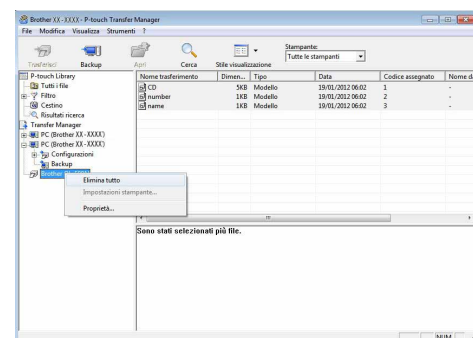 Brother XX-XXXX - P-touch Transfer Manager
File Modifica Visualizza Strumenti ?
Trasferisci Backup Apri Cerca Stile visualizzazione
Stampante:
Tutte le stampanti
P-touch Library
Tutti i file
Filtro
Cestino
Risultati ricerca
Transfer Manager
PC (Brother XX-XXXX)
PC (Brother XX-XXXX)
Configurazioni
Backup
Brother
Elimina tutto
Impostazioni stampante...
Proprietà...
Nome trasferimento Dimen... Tipo Data Codice assegnato Nome da
CD 5KB Modello 19/01/2012 06:02 1 -
number 1KB Modello 19/01/2012 06:02 2 -
name 1KB Modello 19/01/2012 06:02 3 -
Sono stati selezionati più file.
NUM